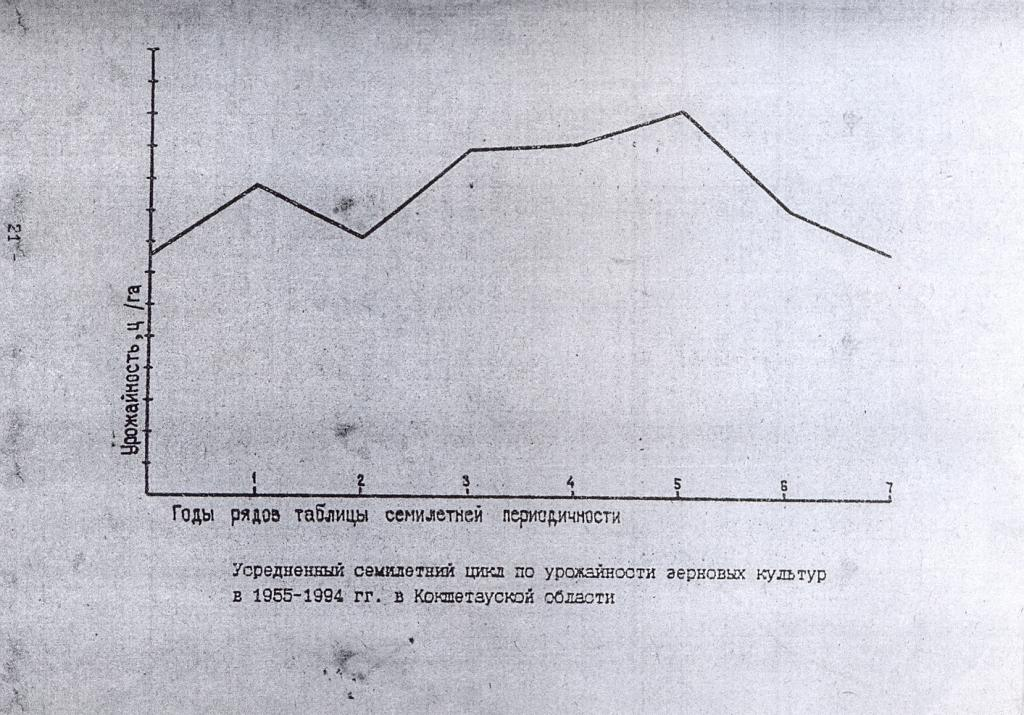 21 -
Урожайность, ц /га
1 2 3 4 5 6 7
Годы рядов таблицы семилетней периодичности
Усредненный семилетний цикл по урожайности зерновых культур
в 1955-1994 гг. в Кокшетауской области